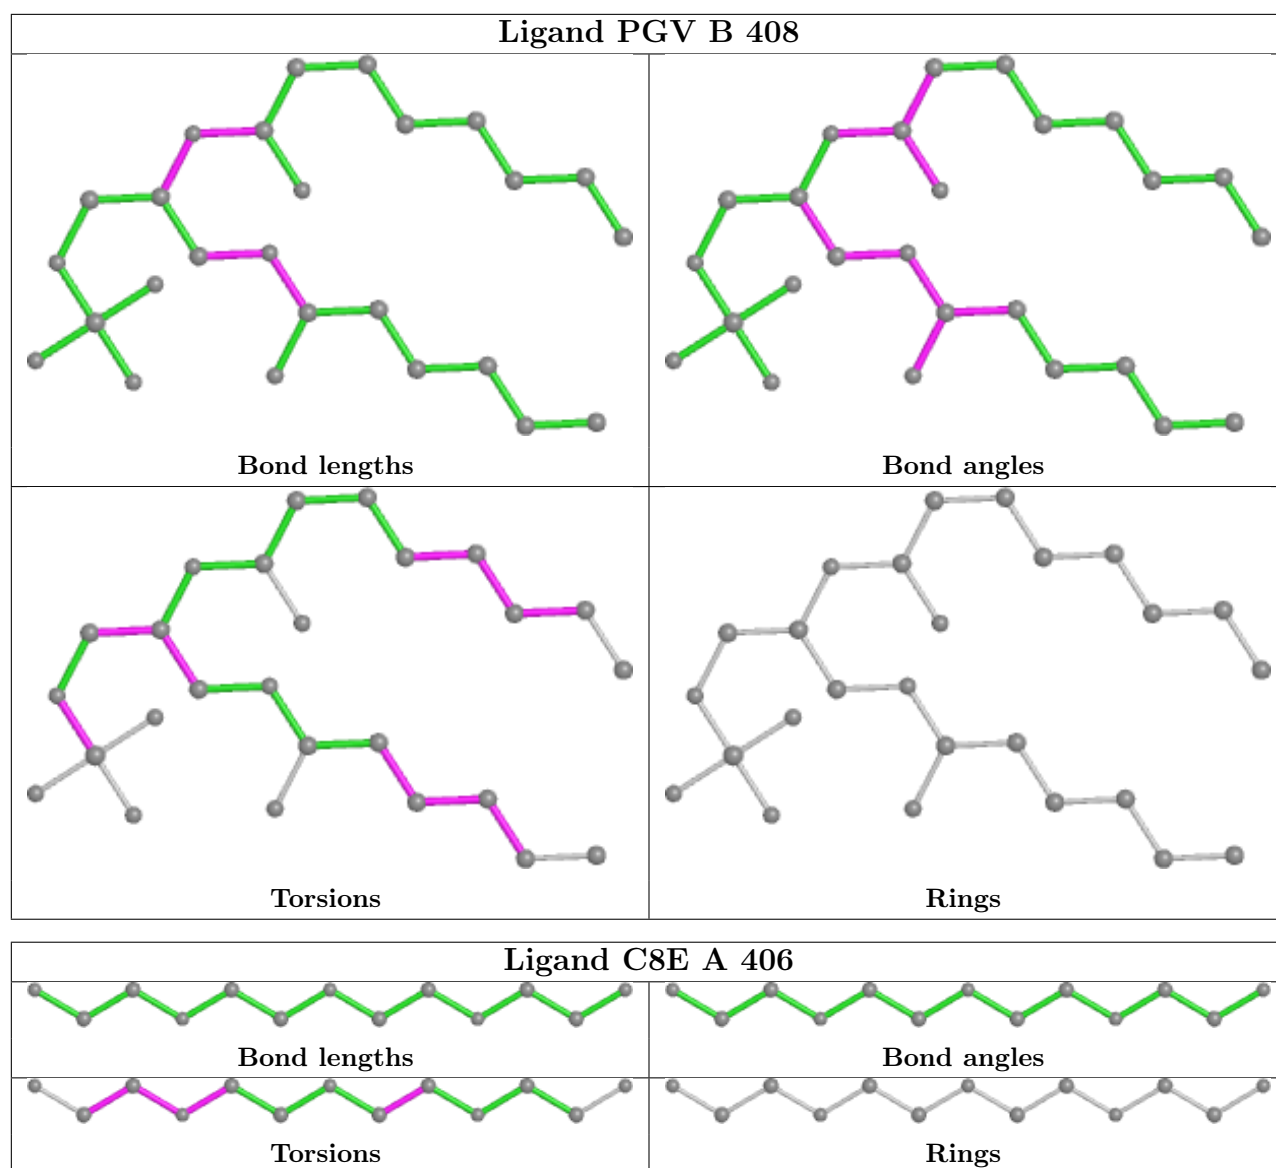 Ligand PGV B 408
Bond lengths
Bond angles
Torsions
Rings
Ligand C8E A 406
Bond lengths
Bond angles
Torsions
Rings